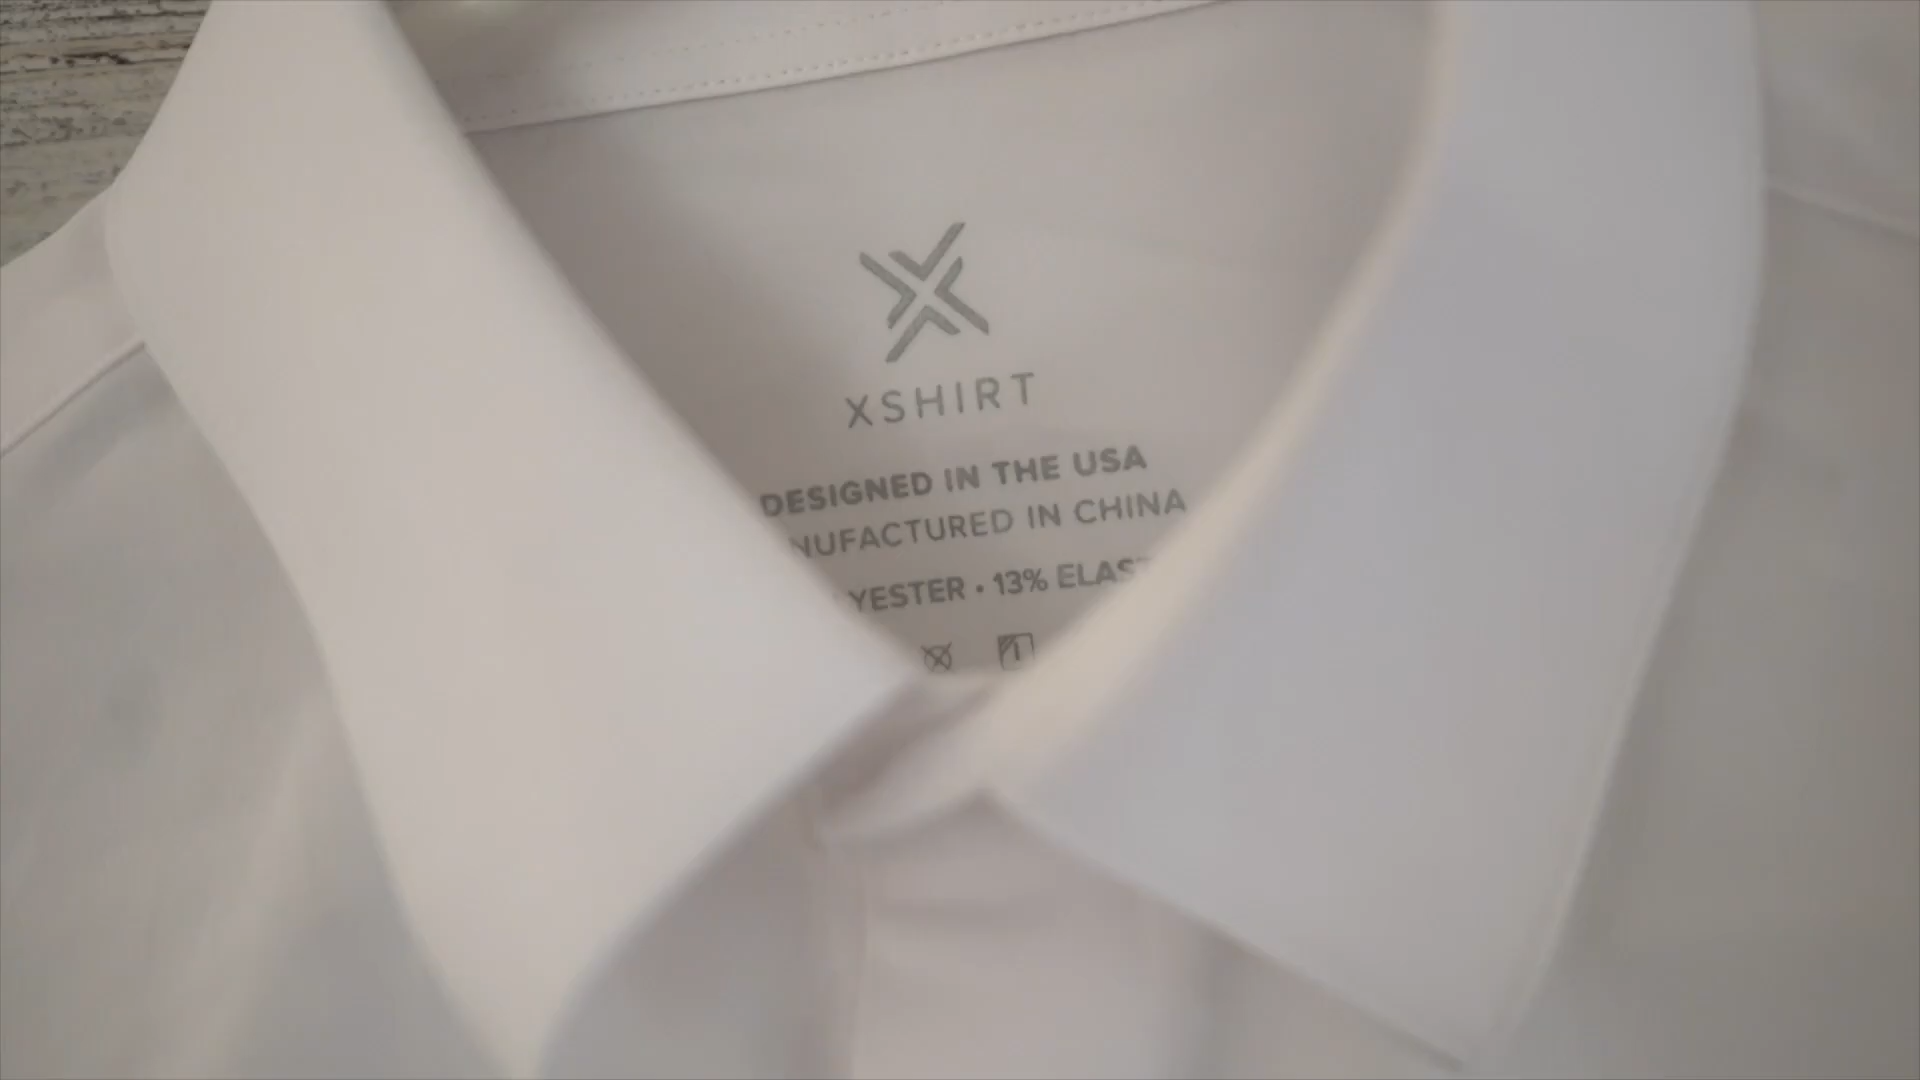 XSHIRT
DESIGNED IN THE USA
NUFACTURED IN CHINA
YESTER • 13% ELAS